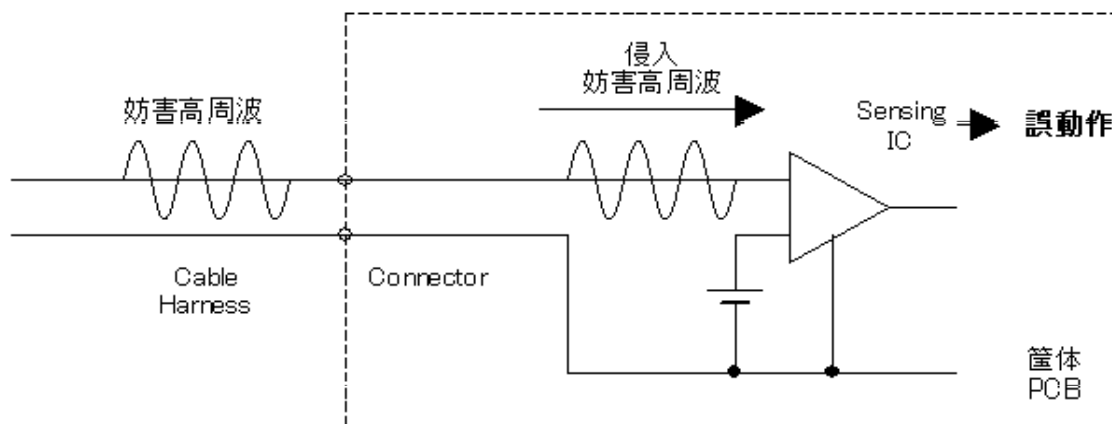 侵入
妨害高周波
妨害高周波
Sensing
IC
誤動作
Cable
Harness
Connector
筐体
PCB